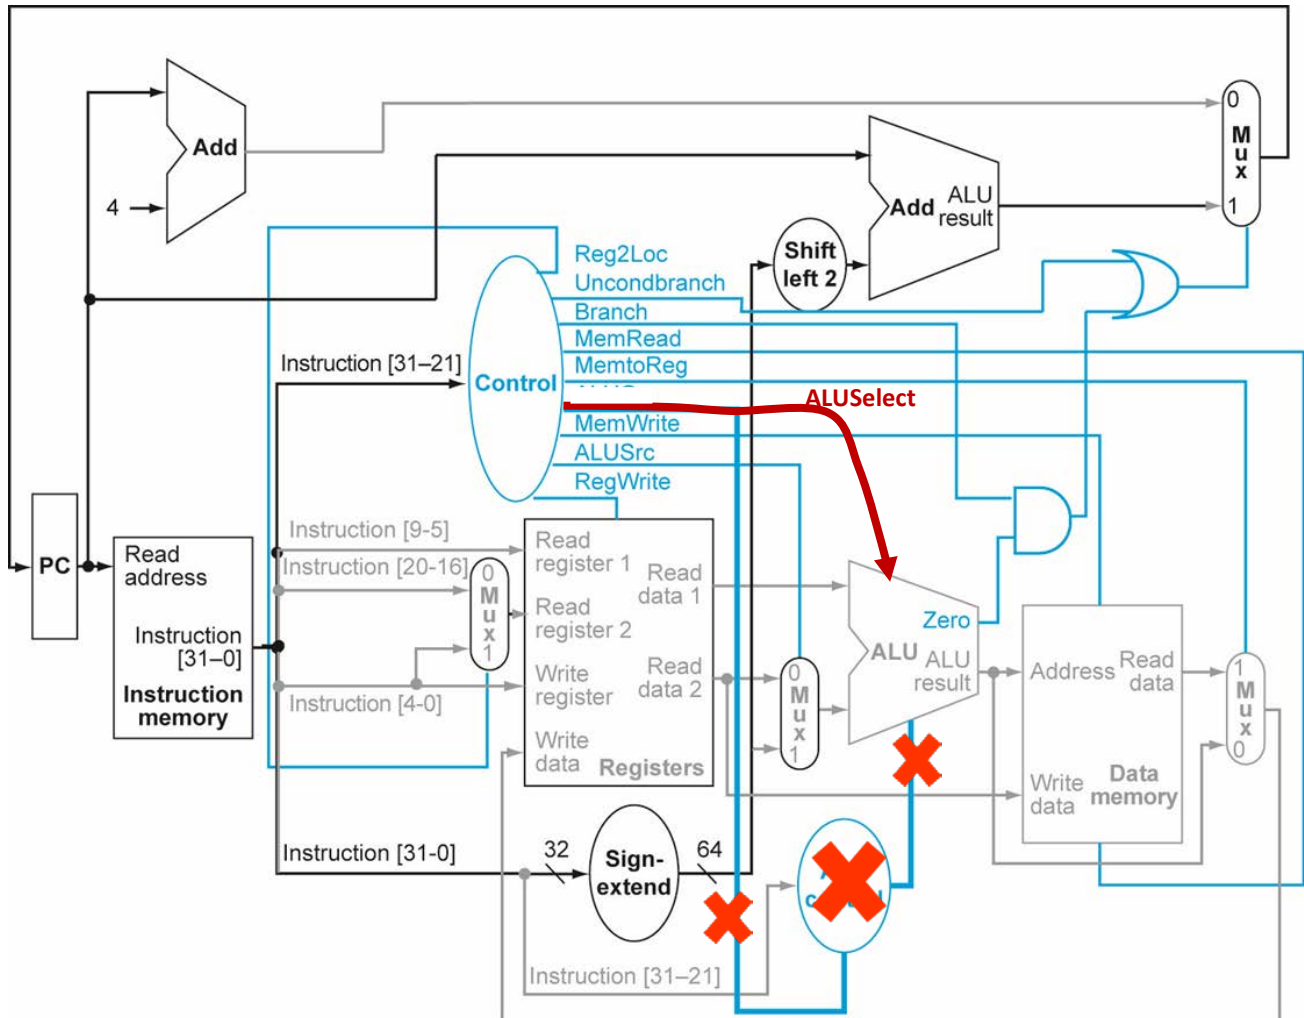 0
Mux
1
Add
4
Add
ALU
result
Shift
left 2
Reg2Loc
Uncondbranch
Branch
MemRead
MemtoReg
Instruction [31–21]
Control
ALUSelect
MemWrite
ALUSrc
RegWrite
PC
Read
address
Instruction
[31–0]
Instruction
memory
Instruction [9-5]
Instruction [20-16]
Instruction [4-0]
0
Mux
1
Read
register 1
Read
data 1
Read
register 2
Write
register
Read
data 2
Write
data
Registers
0
Mux
1
Zero
ALU
ALU
result
Address
Read
data
Write
data
Data
memory
1
Mux
0
Instruction [31-0]
32
Sign-
extend
64
Instruction [31–21]